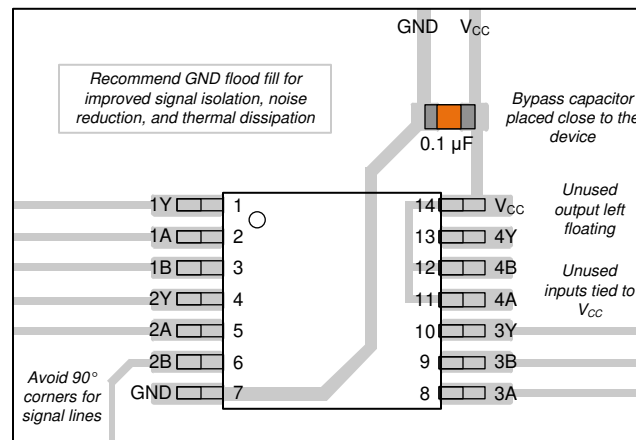 GND VCC
Recommend GND flood fill for
improved signal isolation, noise
reduction, and thermal dissipation
Bypass capacitor
placed close to the
device
0.1 µF
1Y 1 14 VCC
1A 2 13 4Y
1B 3 12 4B
2Y 4 11 4A
2A 5 10 3Y
2B 6 9 3B
GND 7 8 3A
Unused
output left
floating
Unused
inputs tied to
VCC
Avoid 90°
corners for
signal lines